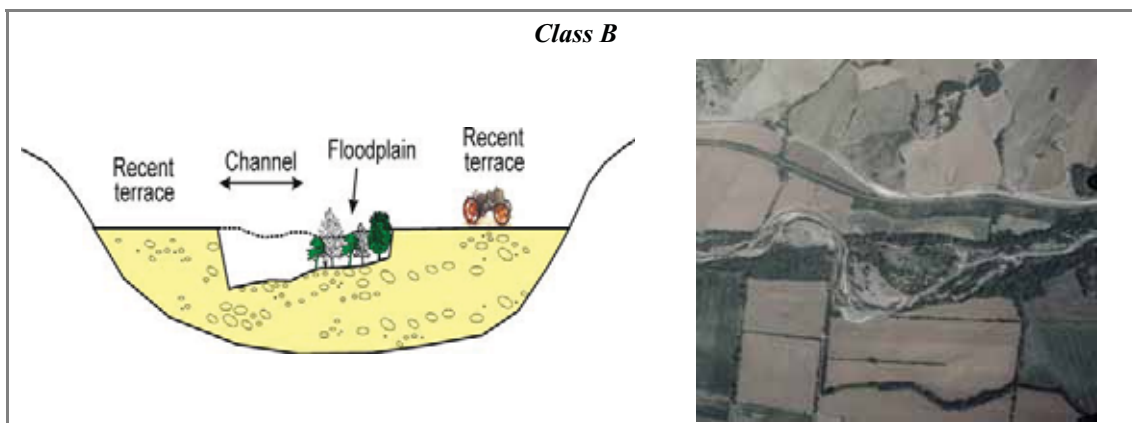 Class B
Recent
terrace
Channel
Floodplain
Recent
terrace